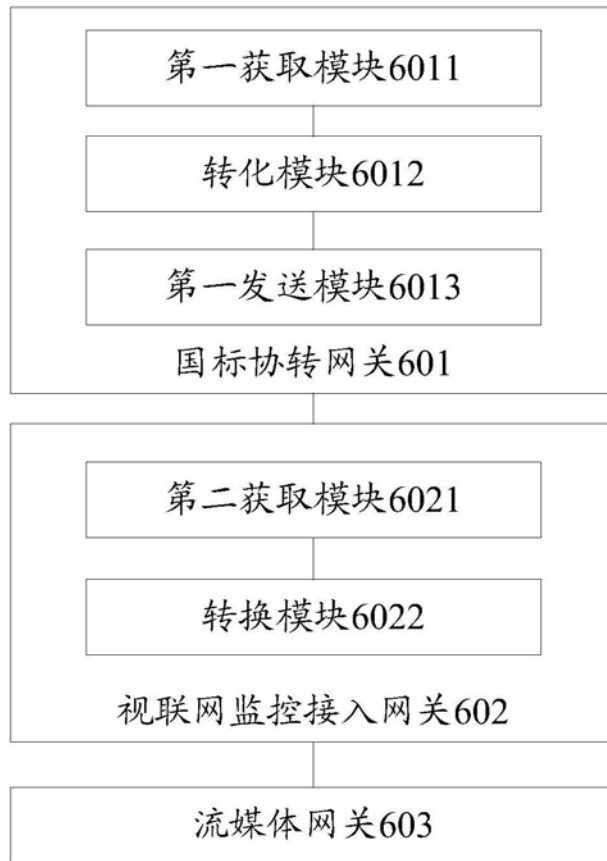 第一获取模块6011
转化模块6012
第一发送模块6013
国标协转网关601
第二获取模块6021
转换模块6022
视联网监控接入网关602
流媒体网关603